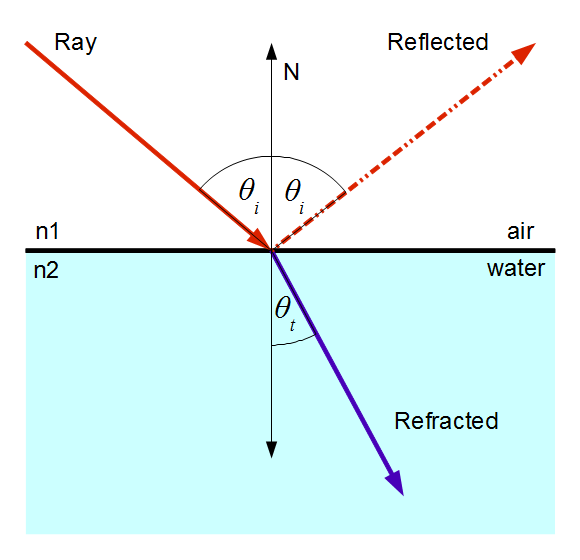 Ray
Reflected
N
θi
θi
n1
air
n2
water
θt
Refracted